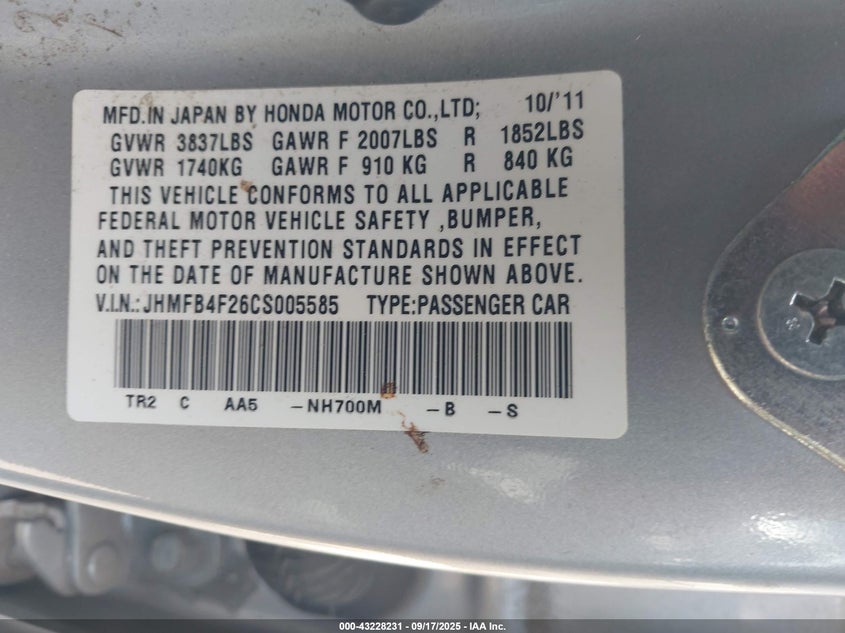 MFD.IN JAPAN BY HONDA MOTOR CO.,LTD; 10/'11
GVWR 3837LBS GAWR F 2007LBS R 1852LBS
GVWR 1740KG GAWR F 910 KG R 840 KG
THIS VEHICLE CONFORMS TO ALL APPLICABLE
FEDERAL MOTOR VEHICLE SAFETY ,BUMPER,
AND THEFT PREVENTION STANDARDS IN EFFECT
ON THE DATE OF MANUFACTURE SHOWN ABOVE.
V.I.N.: JHMFB4F26CS005585 TYPE:PASSENGER CAR
TR2 C AA5 -NH700M -B -S
000-43228231 - 09/17/2025 - IAA Inc.